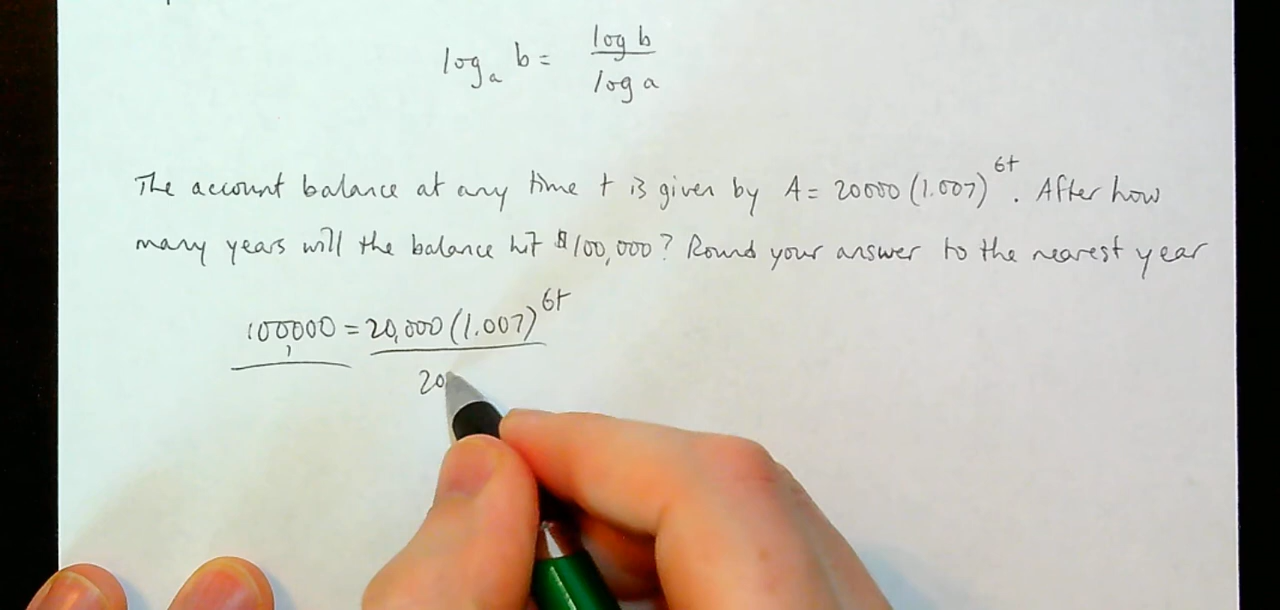 log_a b = log b / log a
The account balance at any time t is given by A = 20000 (1.007)^6t. After how
many years will the balance hit $100,000? Round your answer to the nearest year
100,000 = 20,000 (1.007)^6t
20